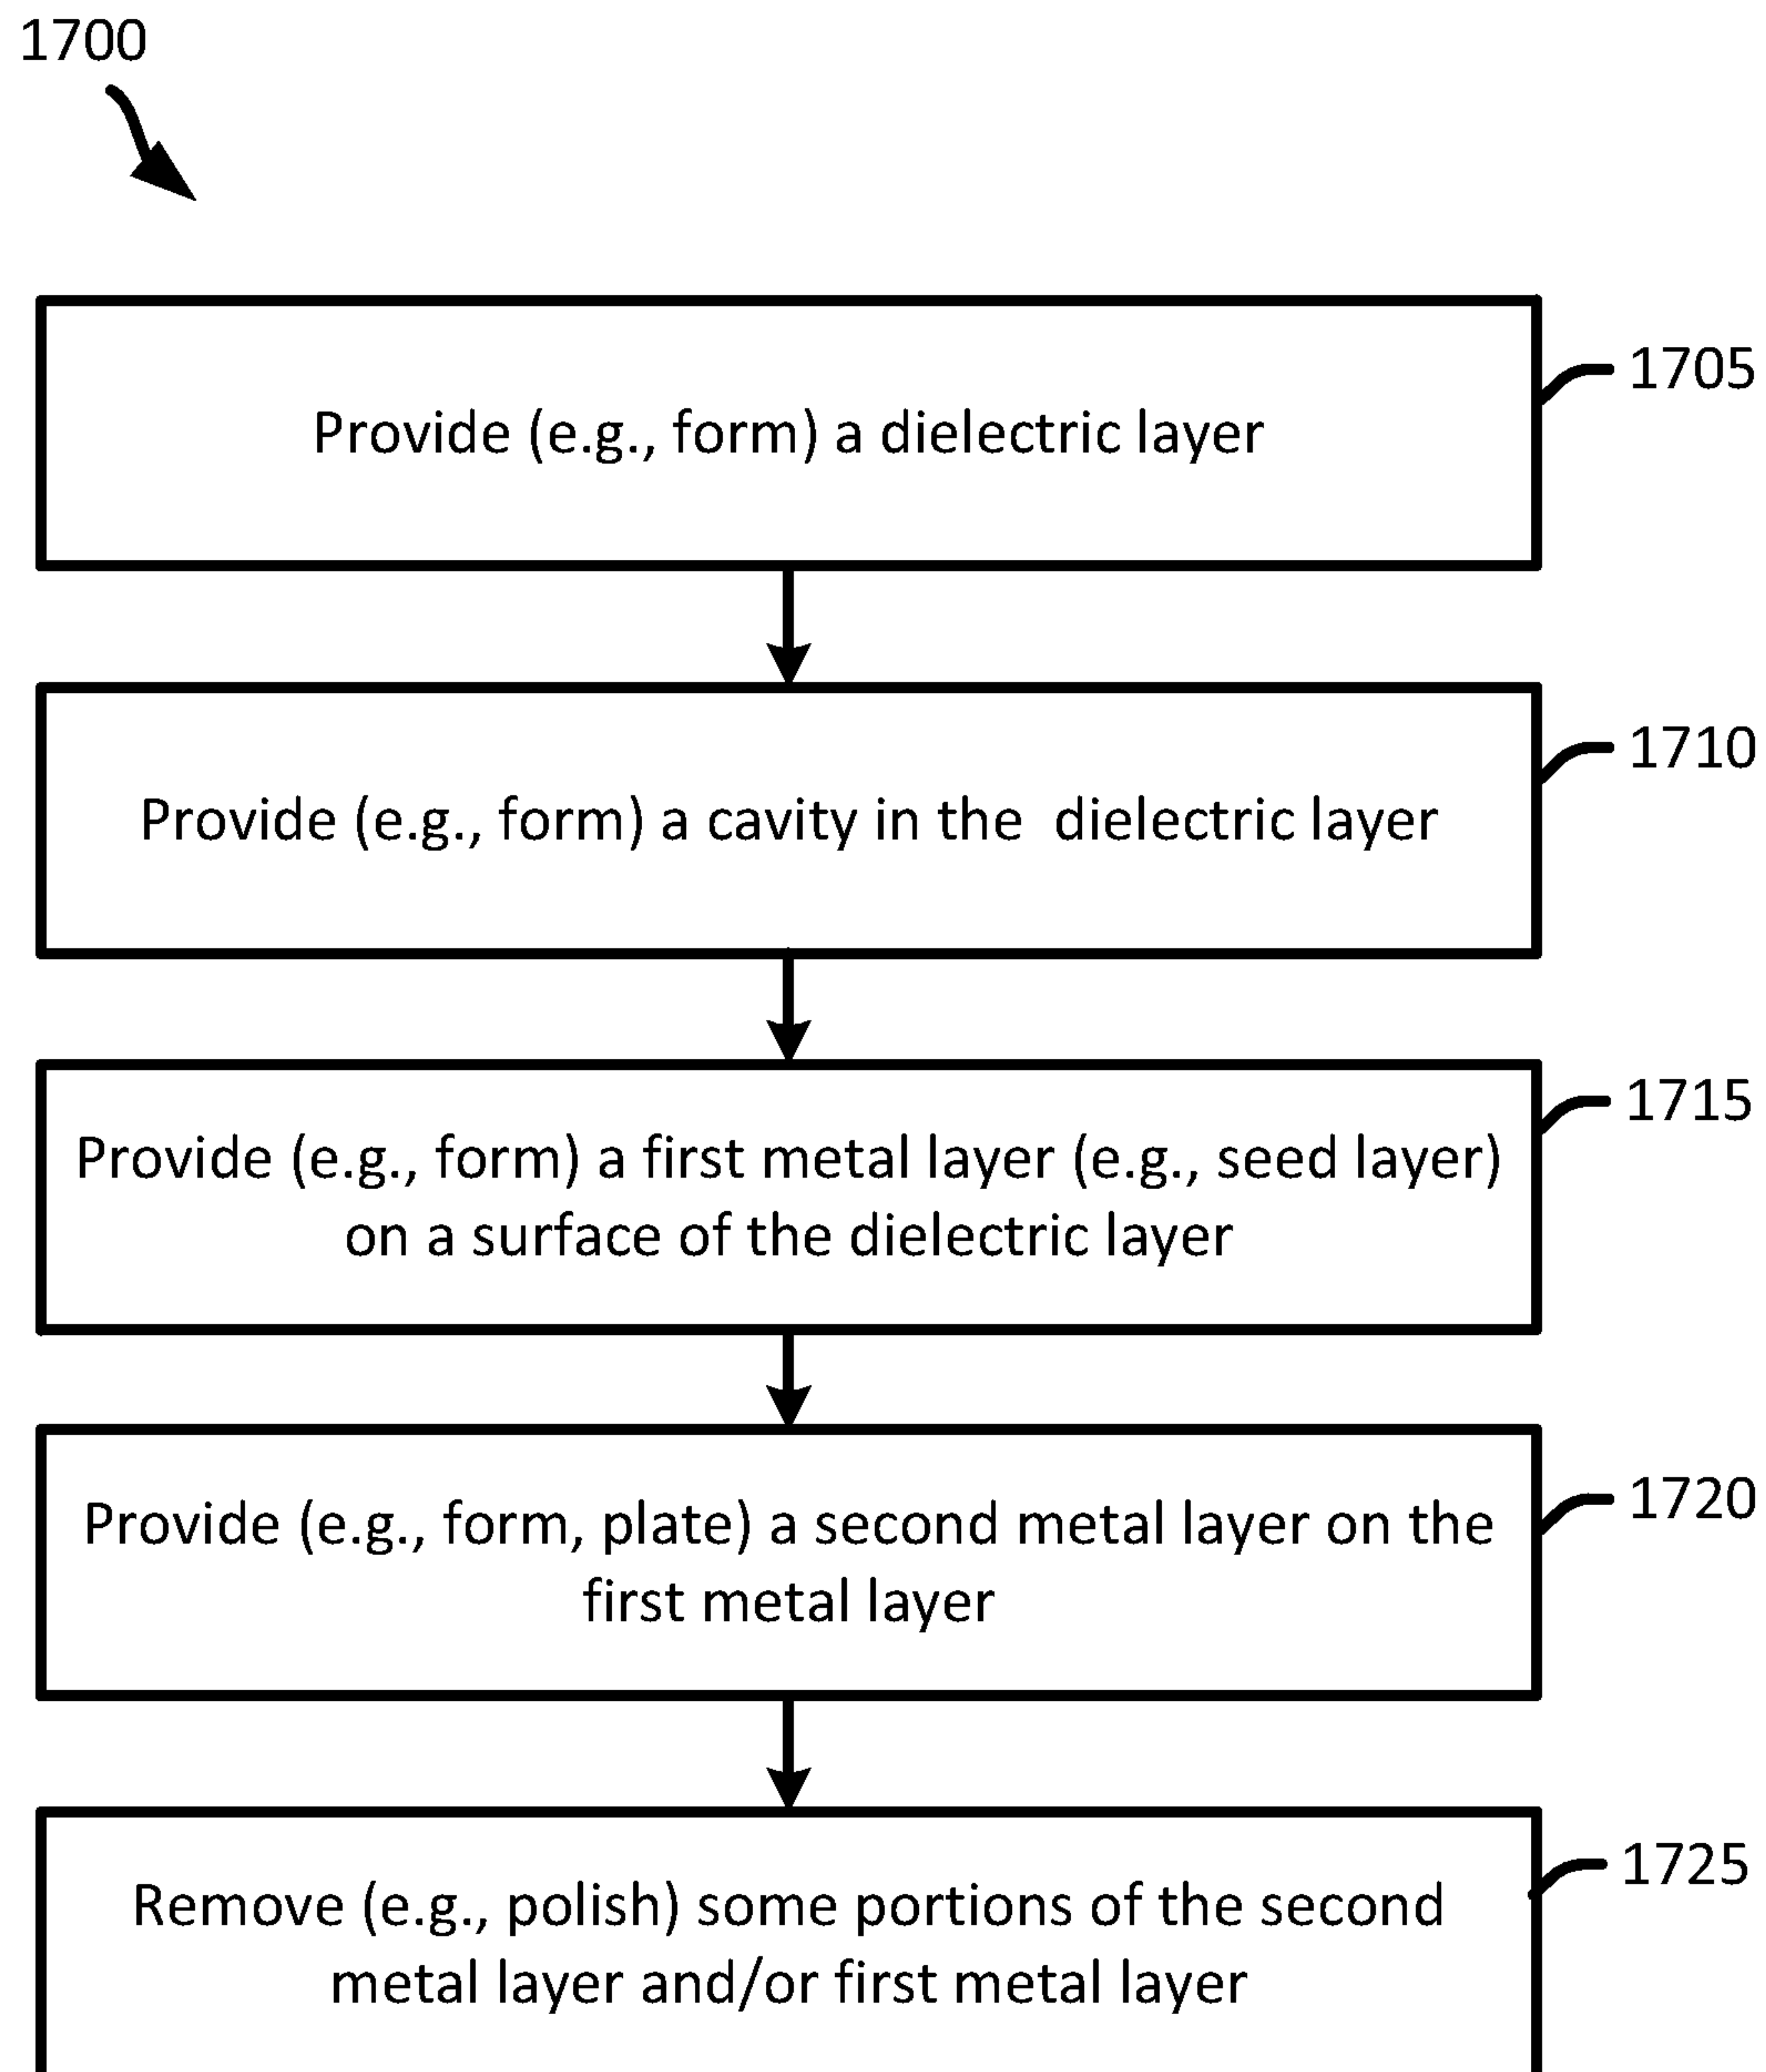 1700
Provide (e.g., form) a dielectric layer
1705
Provide (e.g., form) a cavity in the  dielectric layer
1710
Provide (e.g., form) a first metal layer (e.g., seed layer)
on a surface of the dielectric layer
1715
Provide (e.g., form, plate) a second metal layer on the
first metal layer
1720
Remove (e.g., polish) some portions of the second
metal layer and/or first metal layer
1725